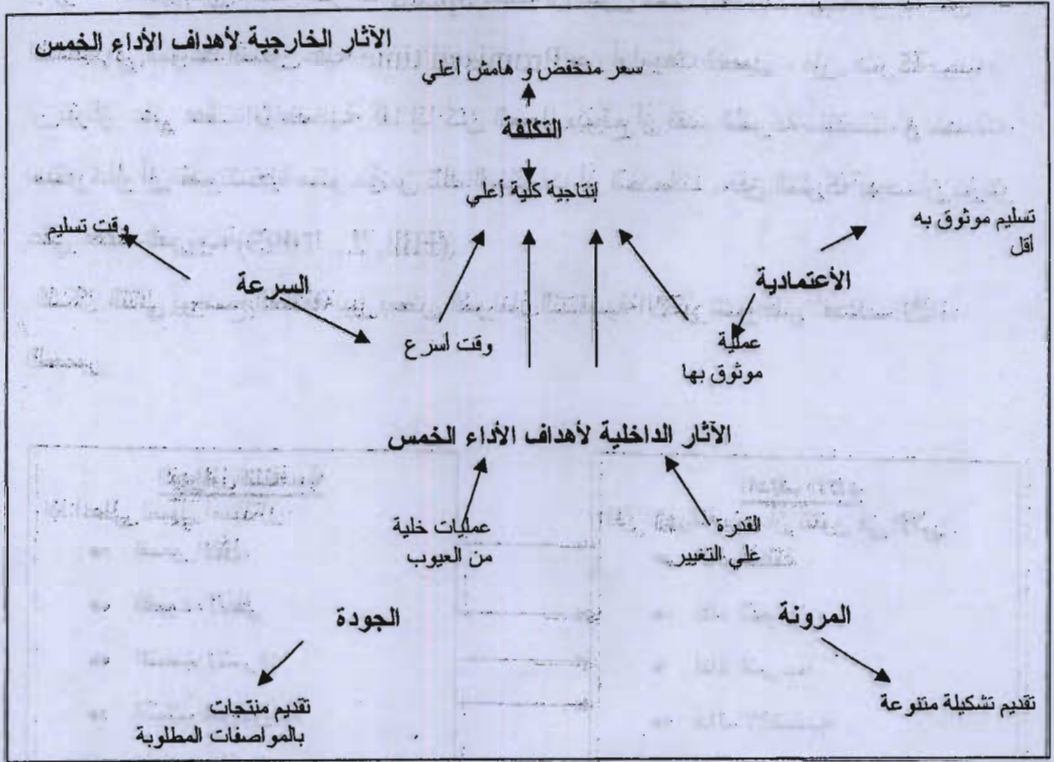 الآثار الخارجية لأهداف الأداء الخمس
سعر منخفض و هامش أعلي
التكلفة
إنتاجية كلية أعلي
تسليم موثوق به
أقل
وقت تسليم
الأعتمادية
السرعة
عملية
موثوق بها
وقت أسرع
الآثار الداخلية لأهداف الأداء الخمس
القدرة
علي التغيير
عمليات خلية
من العيوب
المرونة
الجودة
تقديم تشكيلة متنوعة
تقديم منتجات
بالمواصفات المطلوبة